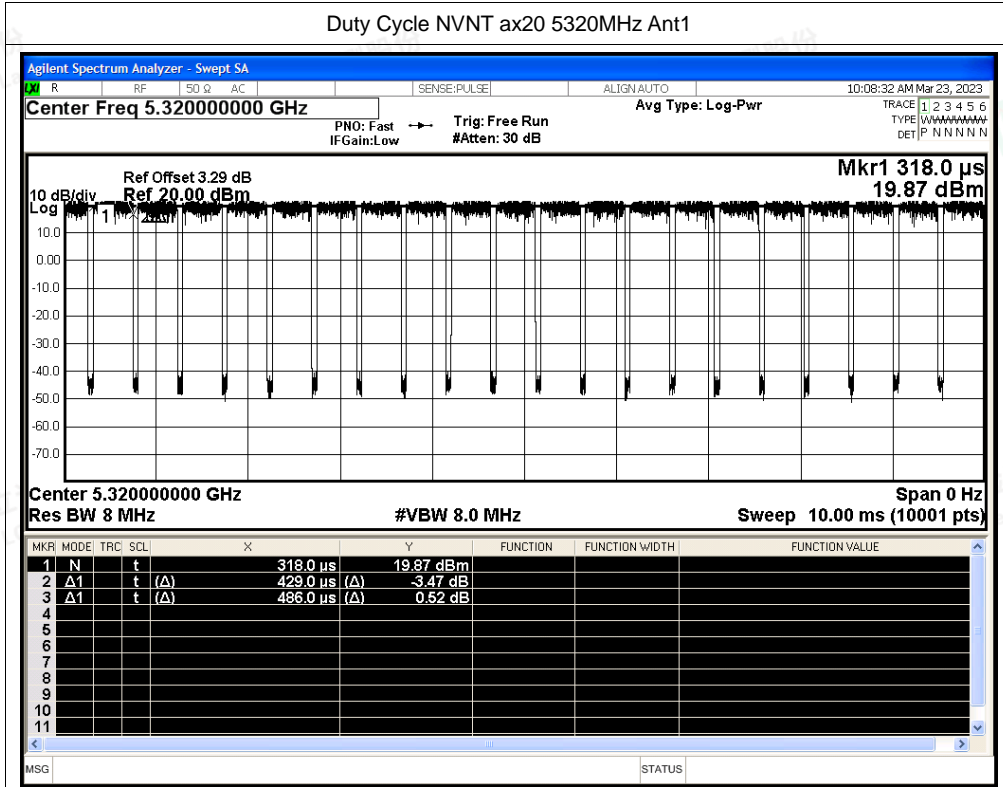 Duty Cycle NVNT ax20 5320MHz Ant1
Agilent Spectrum Analyzer - Swept SA
LXI R RF 50 Ω AC SENSE:PULSE ALIGN AUTO 10:08:32 AM Mar 23, 2023
Center Freq 5.320000000 GHz Avg Type: Log-Pwr TRACE 1 2 3 4 5 6
PNO: Fast Trig: Free Run TYPE
IFGain:Low #Atten: 30 dB DET P N N N N N
Mkr1 318.0 µs
Ref Offset 3.29 dB
10 dB/div Ref 20.00 dBm 19.87 dBm
Log
1
10.0
0.00
-10.0
-20.0
-30.0
-40.0
-50.0
-60.0
-70.0
Center 5.320000000 GHz Span 0 Hz
Res BW 8 MHz #VBW 8.0 MHz Sweep 10.00 ms (10001 pts)
MKR MODE TRC SCL X Y FUNCTION FUNCTION WIDTH FUNCTION VALUE
1 N t 318.0 µs 19.87 dBm
2 Δ1 t (Δ) 429.0 µs (Δ) -3.47 dB
3 Δ1 t (Δ) 486.0 µs (Δ) 0.52 dB
4
5
6
7
8
9
10
11
MSG STATUS